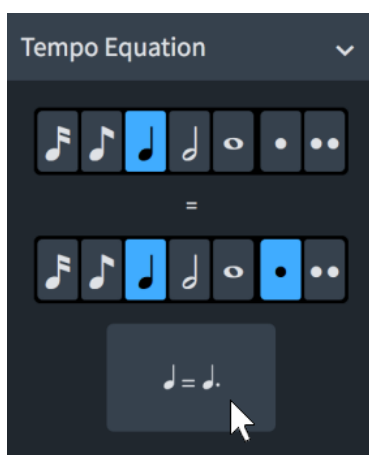 Tempo Equation
=
=